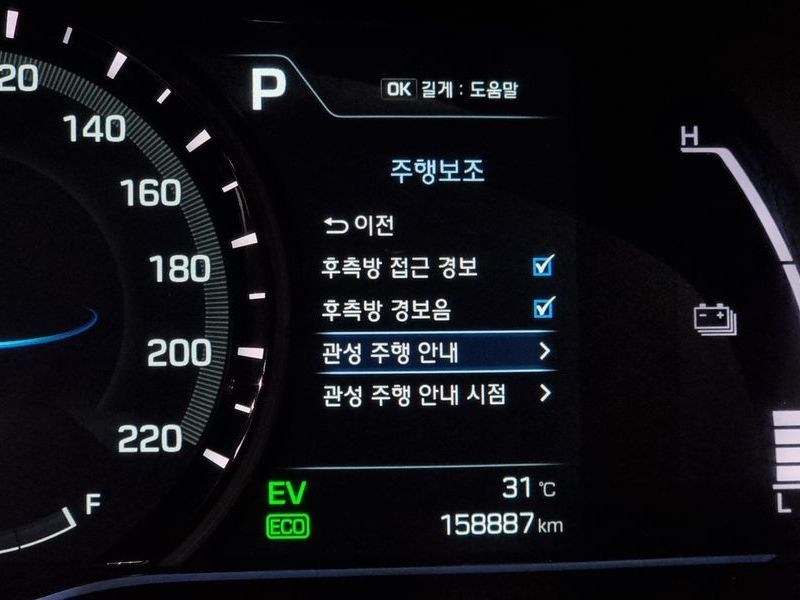 20
140
160
180
200
220
F
P
OK 길게 : 도움말
주행보조
이전
후측방 접근 경보
후측방 경보음
관성 주행 안내
관성 주행 안내 시점
EV
31 ℃
ECO
158887 km
H
L